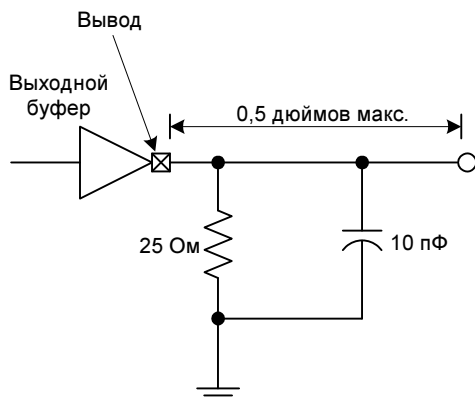 Вывод
Выходной
буфер
0,5 дюймов макс.
25 Ом
10 пФ